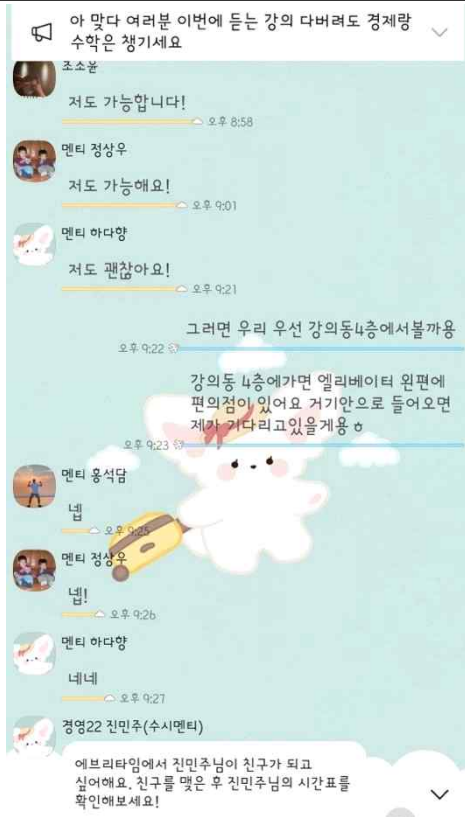 아 맞다 여러분 이번에 듣는 강의 다버려도 경제랑
수학은 챙기세요
조소윤
저도 가능합니다!
오후 8:58
멘티 정상우
저도 가능해요!
오후 9:01
멘티 하다향
저도 괜찮아요!
오후 9:21
그러면 우리 우선 강의동4층에서볼까용
오후 9:22
강의동 4층에가면 엘리베이터 왼편에
편의점이 있어요 거기안으로 들어오면
제가 기다리고있을게용ㅎ
오후 9:23
멘티 홍석담
넵
오후 9:25
멘티 정상우
넵!
오후 9:26
멘티 하다향
네네
오후 9:27
경영22 진민주(수시멘티)
에브리타임에서 진민주님이 친구가 되고
싶어해요. 친구를 맺은 후 진민주님의 시간표를
확인해보세요!